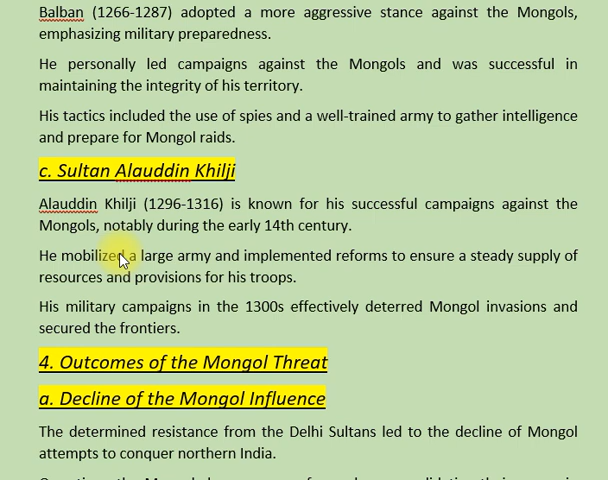 Balban (1266-1287) adopted a more aggressive stance against the Mongols,
emphasizing military preparedness.
He personally led campaigns against the Mongols and was successful in
maintaining the integrity of his territory.
His tactics included the use of spies and a well-trained army to gather intelligence
and prepare for Mongol raids.
c. Sultan Alauddin Khilji
Alauddin Khilji (1296-1316) is known for his successful campaigns against the
Mongols, notably during the early 14th century.
He mobilized a large army and implemented reforms to ensure a steady supply of
resources and provisions for his troops.
His military campaigns in the 1300s effectively deterred Mongol invasions and
secured the frontiers.
4. Outcomes of the Mongol Threat
a. Decline of the Mongol Influence
The determined resistance from the Delhi Sultans led to the decline of Mongol
attempts to conquer northern India.